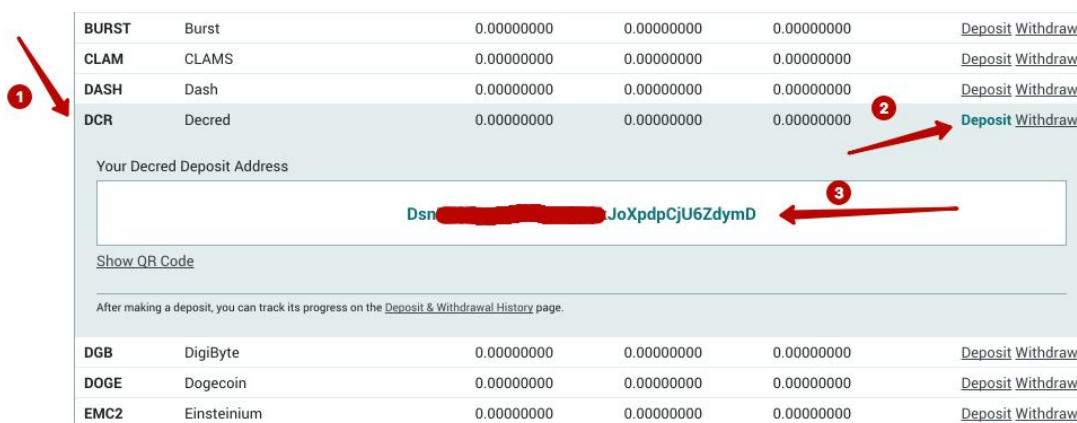 BURST Burst 0.00000000 0.00000000 0.00000000 Deposit Withdraw
CLAM CLAMS 0.00000000 0.00000000 0.00000000 Deposit Withdraw
1
DASH Dash 0.00000000 0.00000000 0.00000000 Deposit Withdraw
2
DCR Decred 0.00000000 0.00000000 0.00000000 Deposit Withdraw
Your Decred Deposit Address
3
Dsn JoXpdpCjU6ZdymD
Show QR Code
After making a deposit, you can track its progress on the Deposit & Withdrawal History page.
DGB DigiByte 0.00000000 0.00000000 0.00000000 Deposit Withdraw
DOGE Dogecoin 0.00000000 0.00000000 0.00000000 Deposit Withdraw
EMC2 Einsteinium 0.00000000 0.00000000 0.00000000 Deposit Withdraw